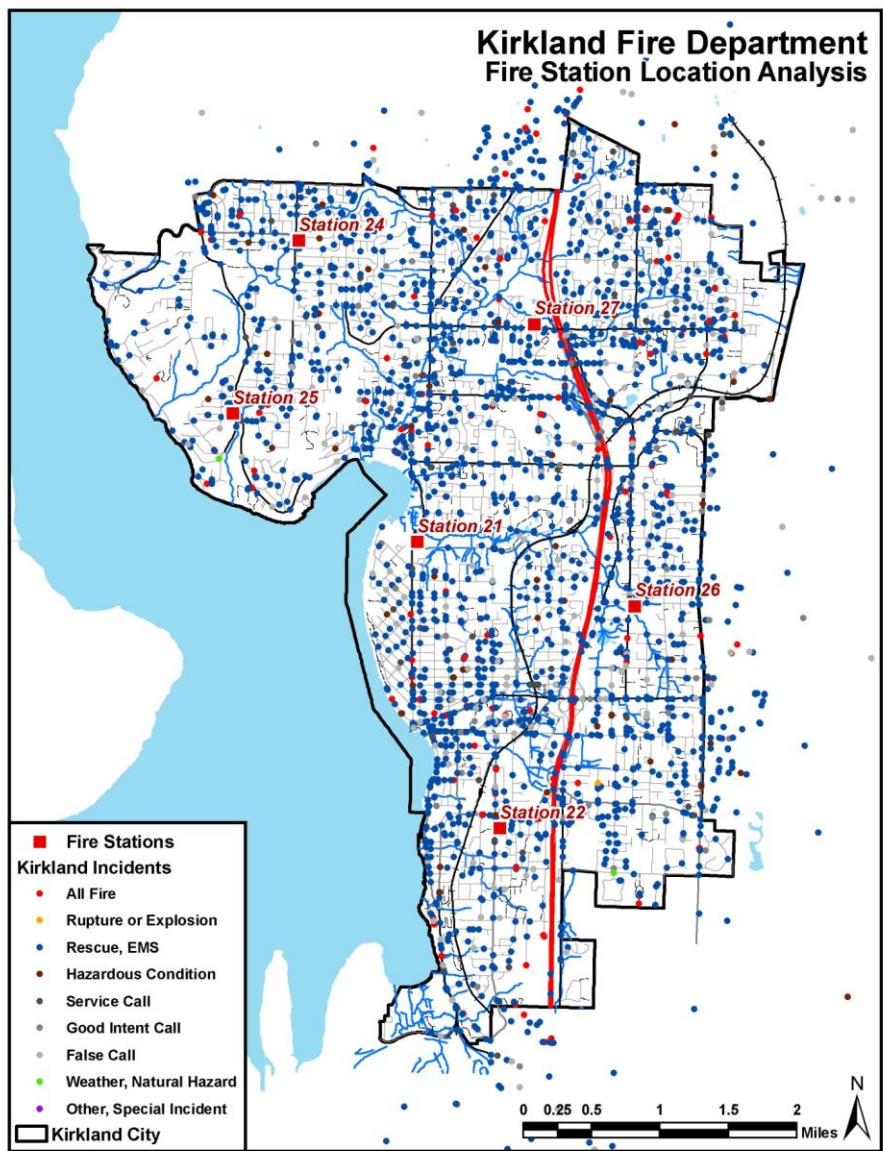 Kirkland Fire Department
Fire Station Location Analysis
Station 24
Station 27
Station 25
Station 21
Station 26
Station 22
Fire Stations
Kirkland Incidents
All Fire
Rupture or Explosion
Rescue, EMS
Hazardous Condition
Service Call
Good Intent Call
False Call
Weather, Natural Hazard
Other, Special Incident
Kirkland City
N
0 0.25 0.5 1 1.5 2
Miles